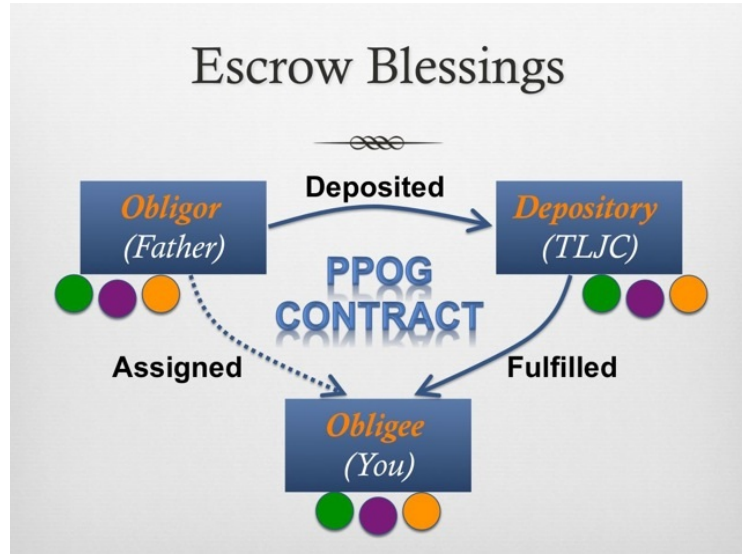 Escrow Blessings
Deposited
Obligor
(Father)
Depository
(TLJC)
PPOG
CONTRACT
Assigned
Fulfilled
Obligee
(You)